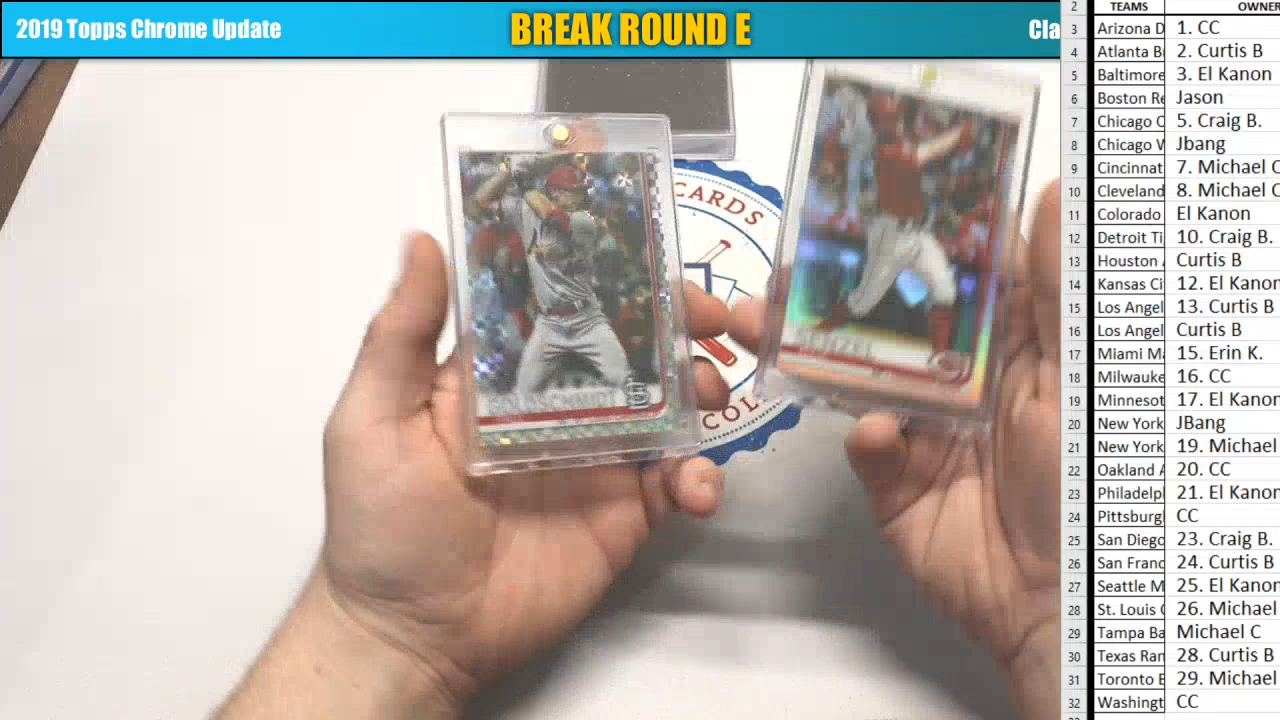 2019 Topps Chrome Update
BREAK ROUND E
Cla
CARDS
COL
2 TEAMS OWNER
3 Arizona D 1. CC
4 Atlanta B 2. Curtis B
5 Baltimore 3. El Kanon
6 Boston Re Jason
7 Chicago C 5. Craig B.
8 Chicago W Jbang
9 Cincinnat 7. Michael C
10 Cleveland 8. Michael C
11 Colorado El Kanon
12 Detroit Ti 10. Craig B.
13 Houston A Curtis B
14 Kansas Ci 12. El Kanon
15 Los Angel 13. Curtis B
16 Los Angel Curtis B
17 Miami Ma 15. Erin K.
18 Milwauke 16. CC
19 Minnesot 17. El Kanon
20 New York JBang
21 New York 19. Michael
22 Oakland A 20. CC
23 Philadelp 21. El Kanon
24 Pittsburgl CC
25 San Diego 23. Craig B.
26 San Franc 24. Curtis B
27 Seattle M 25. El Kanon
28 St. Louis C 26. Michael
29 Tampa Ba Michael C
30 Texas Ran 28. Curtis B
31 Toronto B 29. Michael
32 Washingt CC